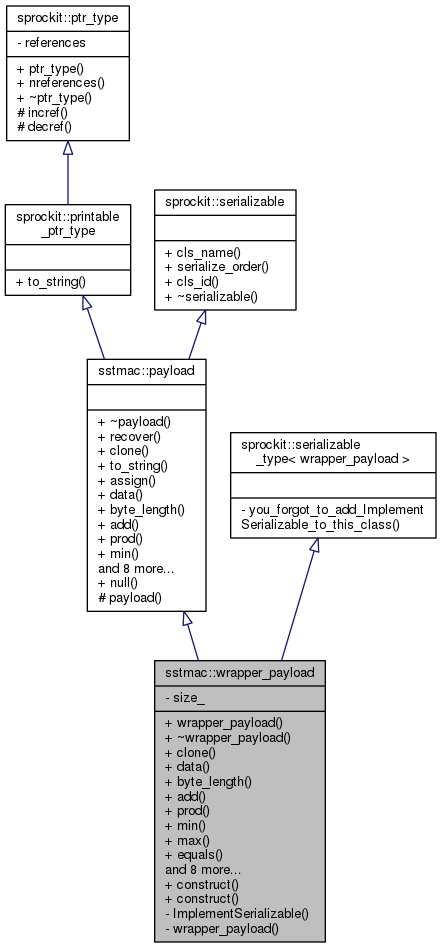 sprockit::ptr_type
- references
+ ptr_type()
+ nreferences()
+ ~ptr_type()
# incref()
# decref()
sprockit::printable
_ptr_type
+ to_string()
sprockit::serializable
+ cls_name()
+ serialize_order()
+ cls_id()
+ ~serializable()
sstmac::payload
+ ~payload()
+ recover()
+ clone()
+ to_string()
+ assign()
+ data()
+ byte_length()
+ add()
+ prod()
+ min()
and 8 more...
+ null()
# payload()
sprockit::serializable
_type< wrapper_payload >
- you_forgot_to_add_Implement
Serializable_to_this_class()
sstmac::wrapper_payload
- size_
+ wrapper_payload()
+ ~wrapper_payload()
+ clone()
+ data()
+ byte_length()
+ add()
+ prod()
+ min()
+ max()
+ equals()
and 8 more...
+ construct()
+ construct()
- ImplementSerializable()
- wrapper_payload()